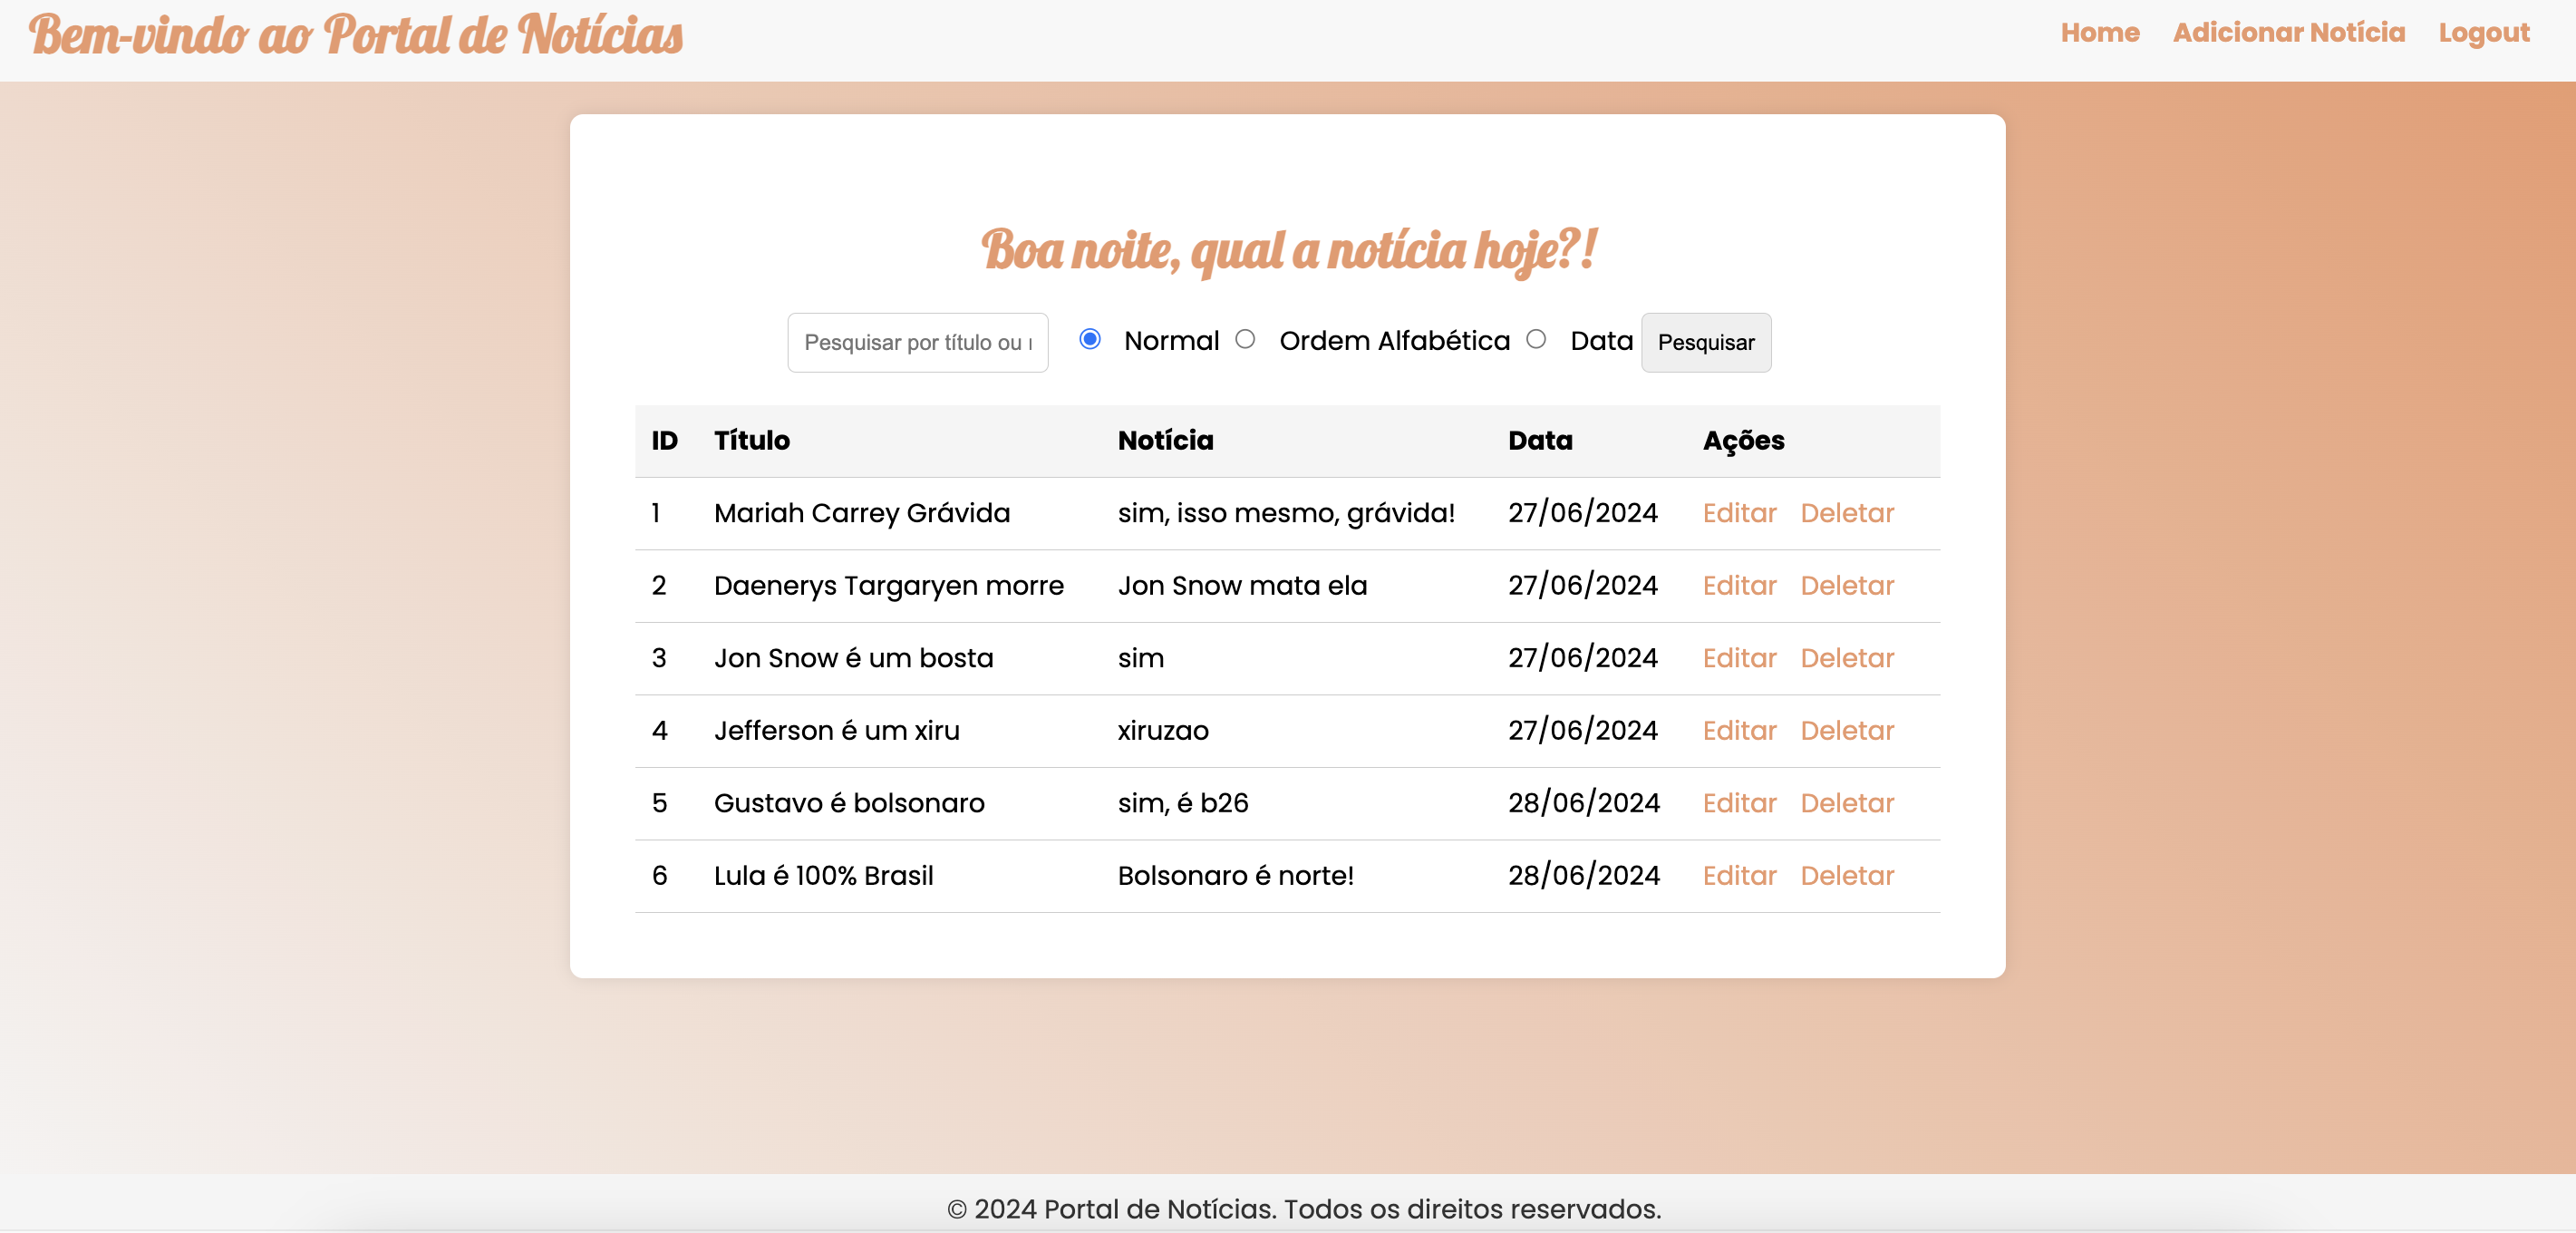 Bem-vindo ao Portal de Notícias
Home Adicionar Notícia Logout
Boa noite, qual a notícia hoje?!
Pesquisar por título ou Normal Ordem Alfabética Data Pesquisar
ID Título Notícia Data Ações
1 Mariah Carrey Grávida sim, isso mesmo, grávida! 27/06/2024 Editar Deletar
2 Daenerys Targaryen morre Jon Snow mata ela 27/06/2024 Editar Deletar
3 Jon Snow é um bosta sim 27/06/2024 Editar Deletar
4 Jefferson é um xiru xiruzao 27/06/2024 Editar Deletar
5 Gustavo é bolsonaro sim, é b26 28/06/2024 Editar Deletar
6 Lula é 100% Brasil Bolsonaro é norte! 28/06/2024 Editar Deletar
© 2024 Portal de Notícias. Todos os direitos reservados.